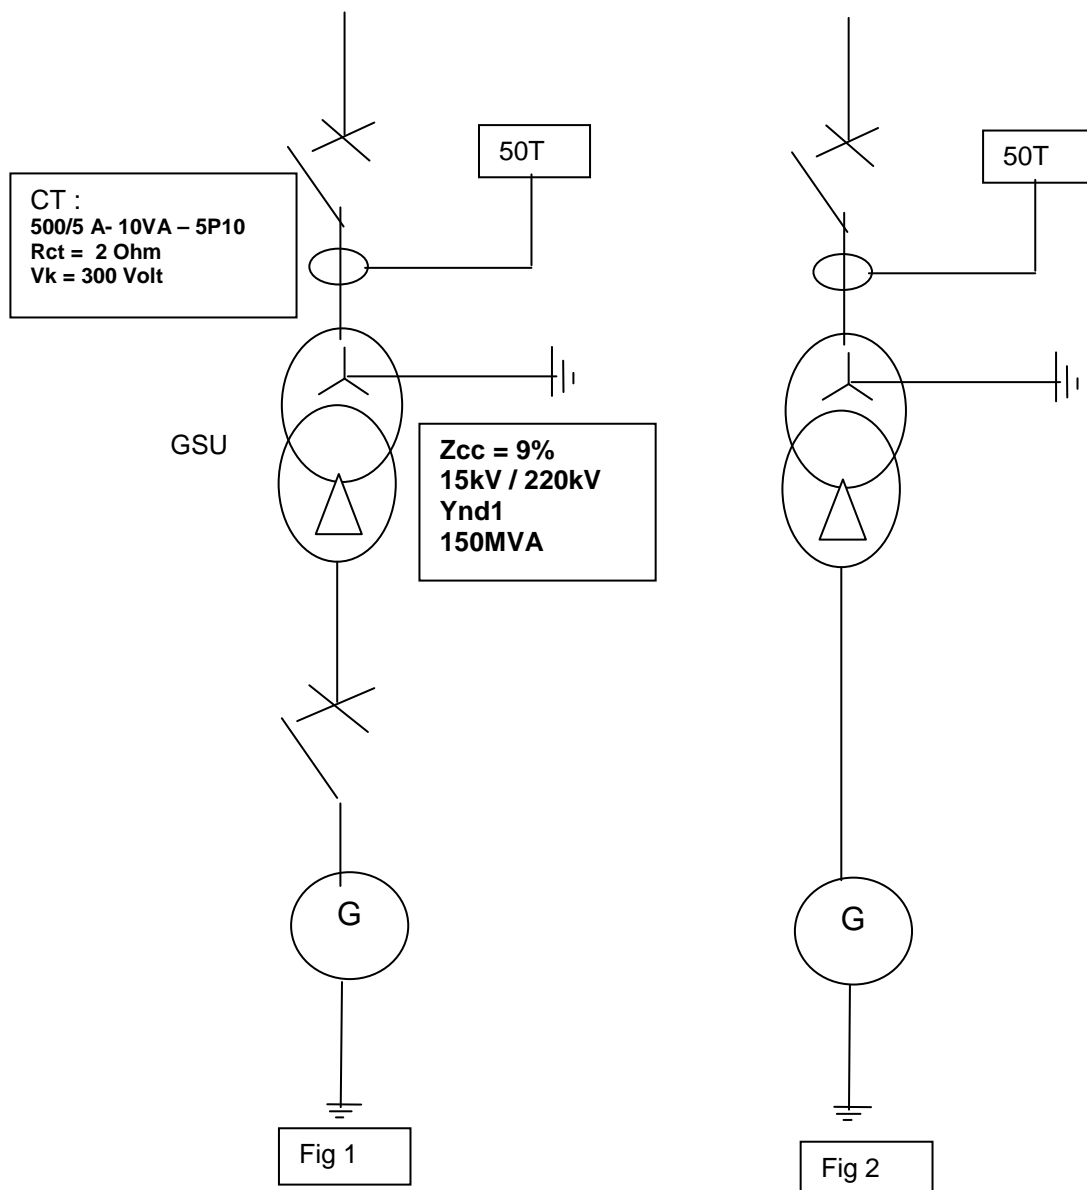 50T
50T
CT :
500/5 A- 10VA – 5P10
Rct =  2 Ohm
Vk = 300 Volt
GSU
Zcc = 9%
15kV / 220kV
Ynd1
150MVA
G
G
Fig 1
Fig 2